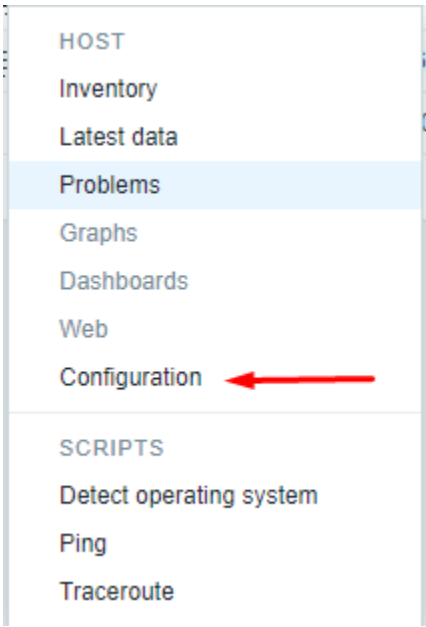 HOST
Inventory
Latest data
Problems
Graphs
Dashboards
Web
Configuration
SCRIPTS
Detect operating system
Ping
Traceroute